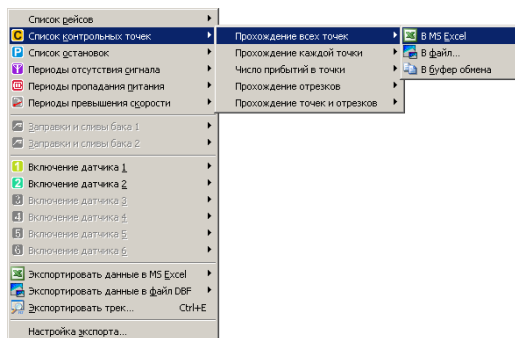 Список рейсов
Список контрольных точек
Список остановок
Периоды отсутствия сигнала
Периоды пропадания питания
Периоды превышения скорости
Заправки и сливы бака 1
Заправки и сливы бака 2
Включение датчика 1
Включение датчика 2
Включение датчика 3
Включение датчика 4
Включение датчика 5
Включение датчика 6
Экспортировать данные в MS Excel
Экспортировать данные в файл DBF
Экспортировать трек... Ctrl+E
Настройка экспорта...
Прохождение всех точек
Прохождение каждой точки
Число прибытий в точки
Прохождение отрезков
Прохождение точек и отрезков
В MS Excel
В файл...
В буфер обмена